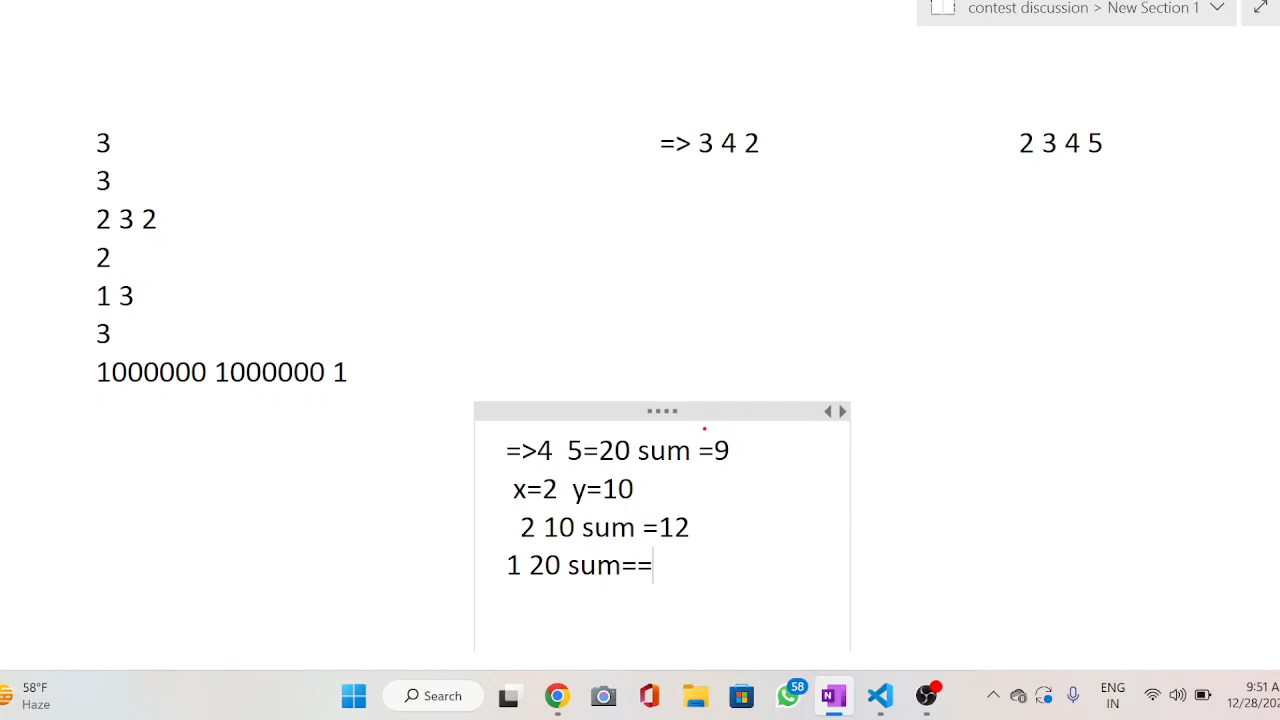 contest discussion > New Section 1
3
=> 3 4 2
2 3 4 5
3
2 3 2
2
1 3
3
1000000 1000000 1
=>4 5=20 sum =9
x=2 y=10
2 10 sum =12
1 20 sum==
58°F
Haze
Search
58
ENG
IN
9:51 A
12/28/20